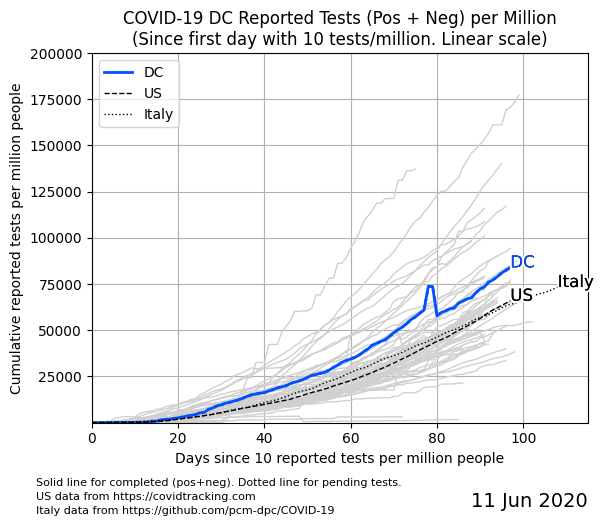 COVID-19 DC Reported Tests (Pos + Neg) per Million
(Since first day with 10 tests/million. Linear scale)
Cumulative reported tests per million people
200000
175000
150000
125000
100000
75000
50000
25000
DC
US
Italy
DC
Italy
US
0
20
40
60
80
100
Days since 10 reported tests per million people
Solid line for completed (pos+neg). Dotted line for pending tests.
US data from https://covidtracking.com
Italy data from https://github.com/pcm-dpc/COVID-19
11 Jun 2020